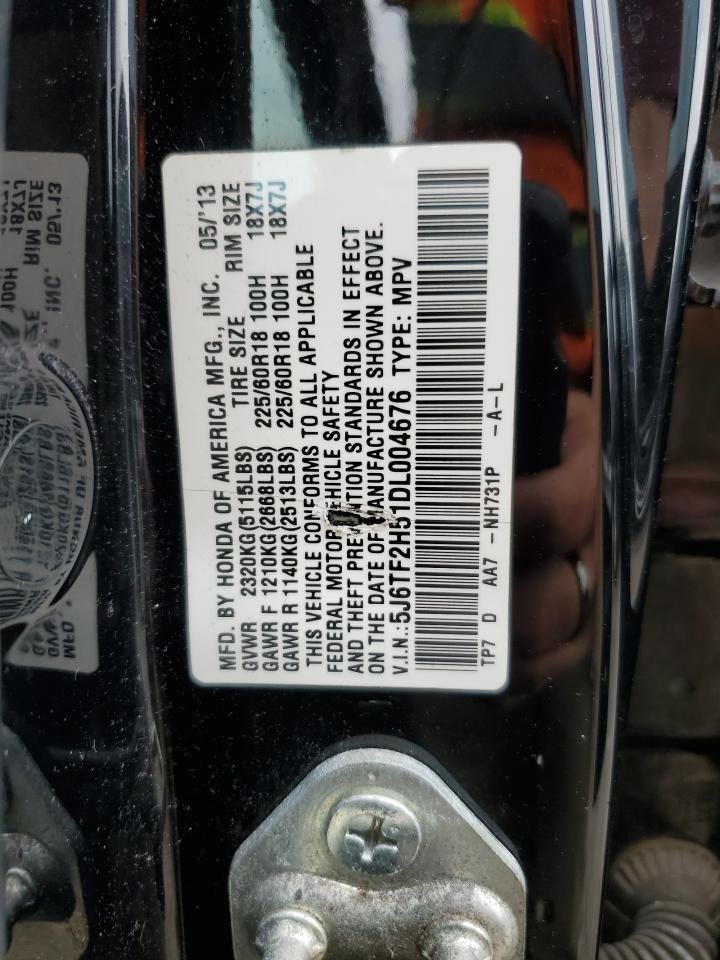 MFD. BY HONDA OF AMERICA MFG., INC. 05/'13
GVWR 2320KG(5115LBS) TIRE SIZE RIM SIZE
GAWR F 1210KG(2668LBS) 225/60R18 100H 18X7J
GAWR R 1140KG(2513LBS) 225/60R18 100H 18X7J
THIS VEHICLE CONFORMS TO ALL APPLICABLE
FEDERAL MOTOR VEHICLE SAFETY
AND THEFT PREVENTION STANDARDS IN EFFECT
ON THE DATE OF MANUFACTURE SHOWN ABOVE.
V.I.N.:5J6TF2H51DL004676 TYPE: MPV
TP7 D AA7 -NH731P -A-L